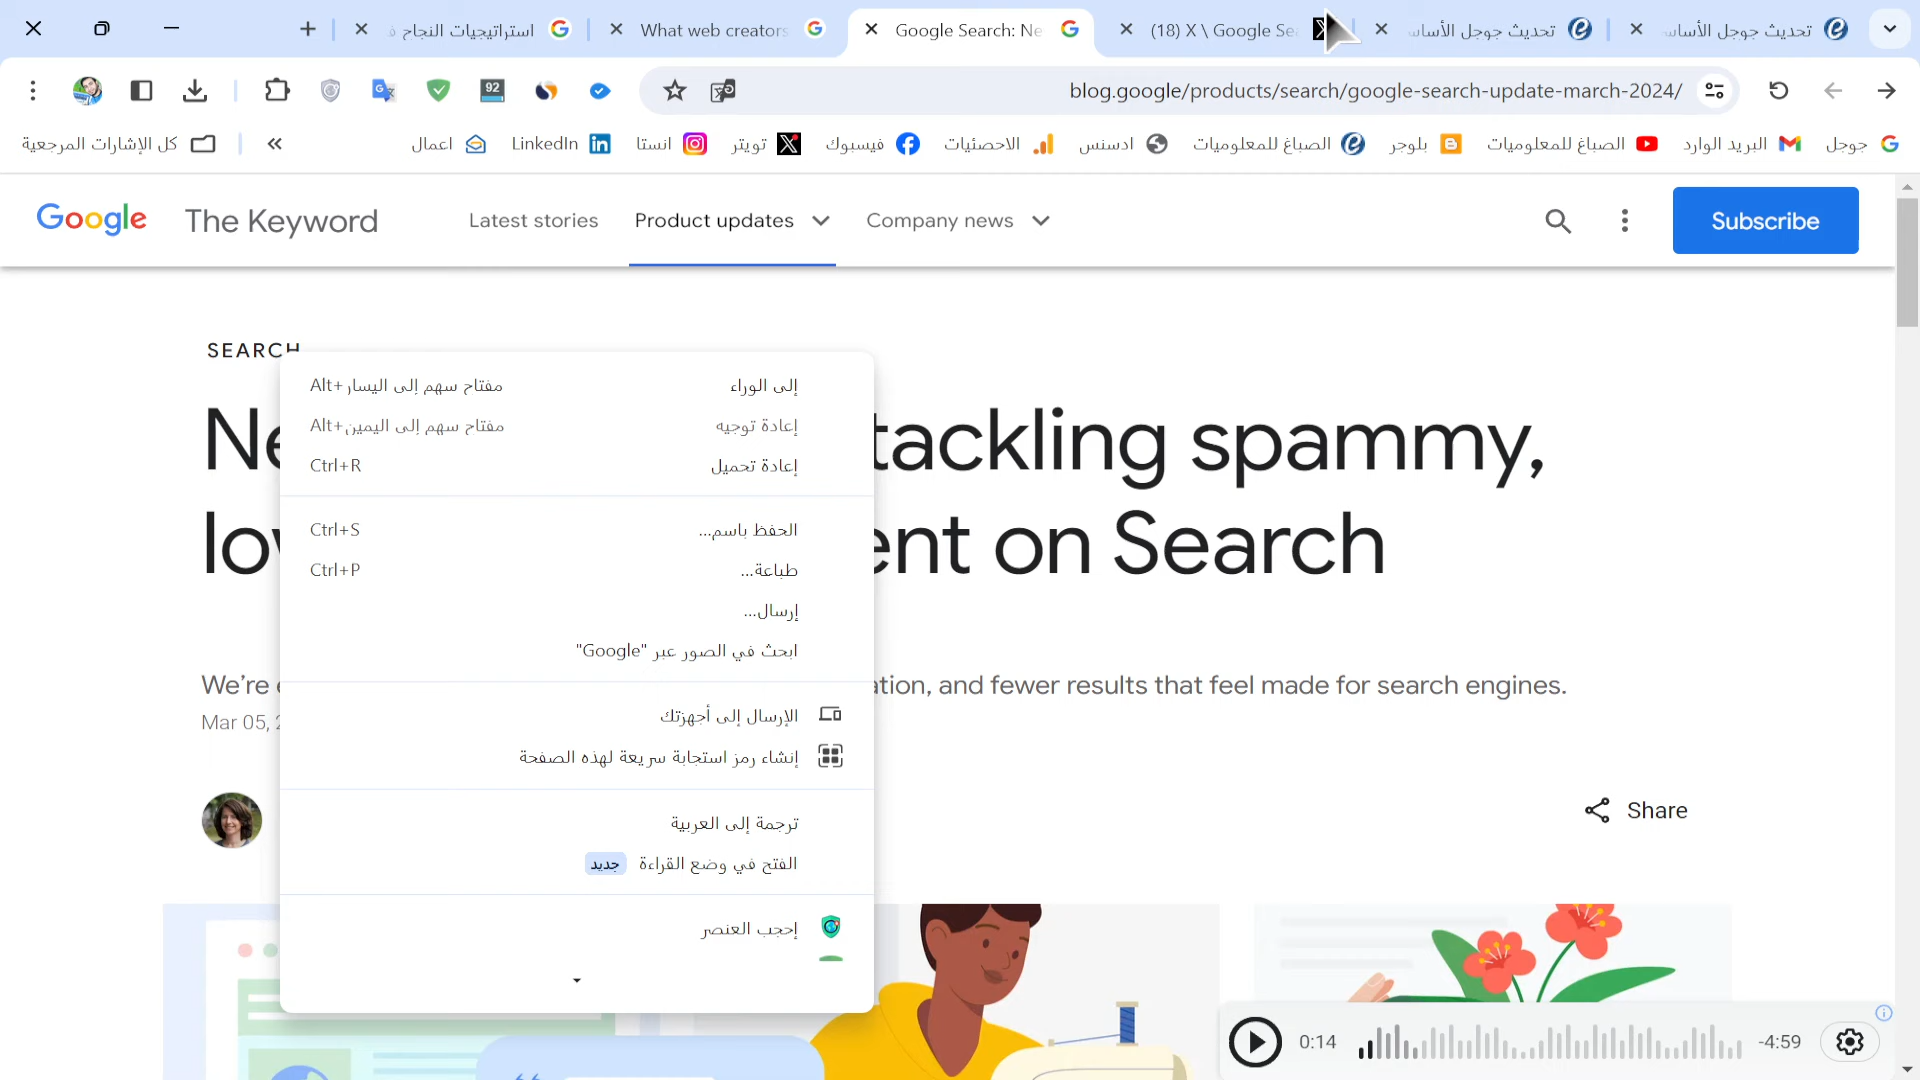 استراتيجيات النجاح ف
What web creators
Google Search: Ne
(18) X \ Google Se
تحديث جوجل الأساس
تحديث جوجل الأساس
92
blog.google/products/search/google-search-update-march-2024/
جوجل
البريد الوارد
الصباغ للمعلوميات
بلوجر
الصباغ للمعلوميات
ادسنس
الاحصئيات
فيسبوك
تويتر
انستا
LinkedIn
اعمال
كل الإشارات المرجعية
Google The Keyword
Latest stories
Product updates
Company news
Subscribe
SEARCH
tackling spammy,
ent on Search
We're
ation, and fewer results that feel made for search engines.
Mar 05,
Share
إلى الوراء Alt+مفتاح سهم إلى اليسار
إعادة توجيه Alt+مفتاح سهم إلى اليمين
إعادة تحميل Ctrl+R
الحفظ باسم... Ctrl+S
طباعة... Ctrl+P
إرسال...
ابحث في الصور عبر "Google"
الإرسال إلى أجهزتك
إنشاء رمز استجابة سريعة لهذه الصفحة
ترجمة إلى العربية
الفتح في وضع القراءة جديد
إحجب العنصر
0:14
-4:59